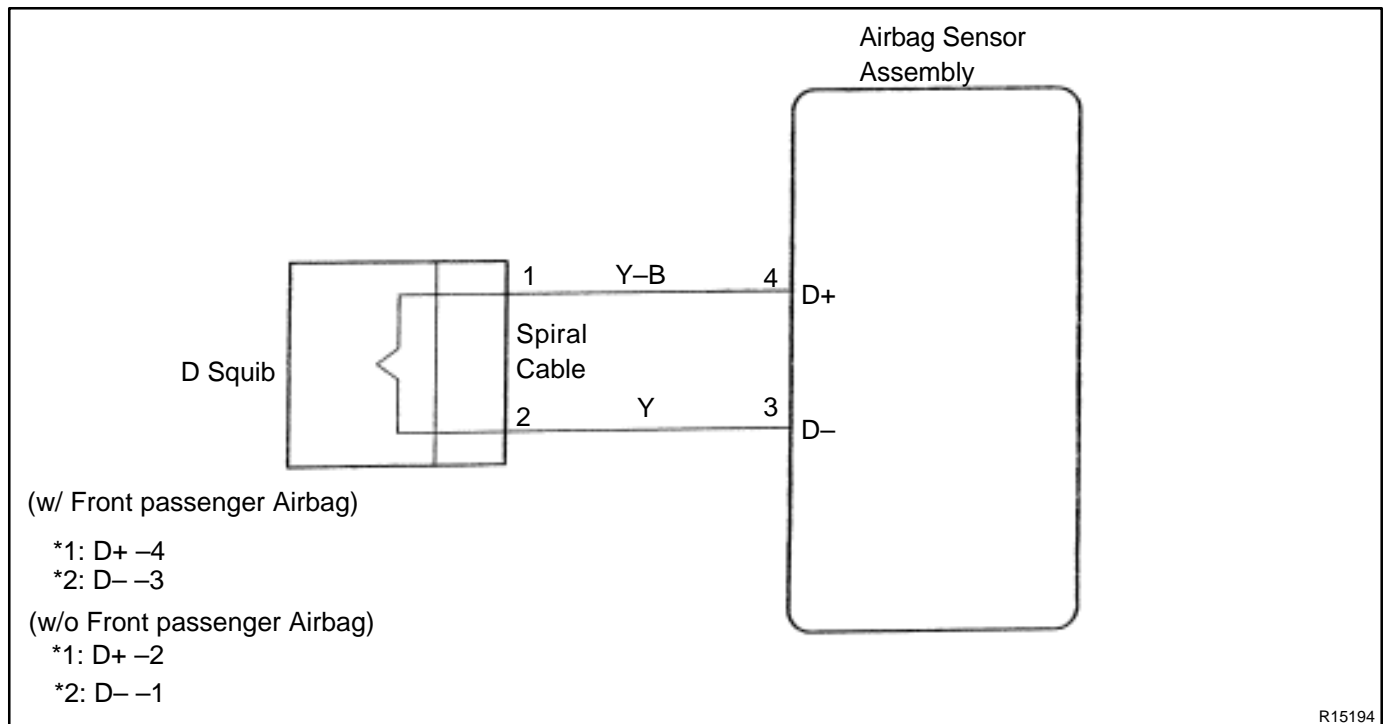 Airbag Sensor
Assembly
1 Y–B 4
D+
Spiral
Cable
D Squib
2 Y 3
D–
(w/ Front passenger Airbag)
*1: D+ –4
*2: D– –3
(w/o Front passenger Airbag)
*1: D+ –2
*2: D– –1
R15194